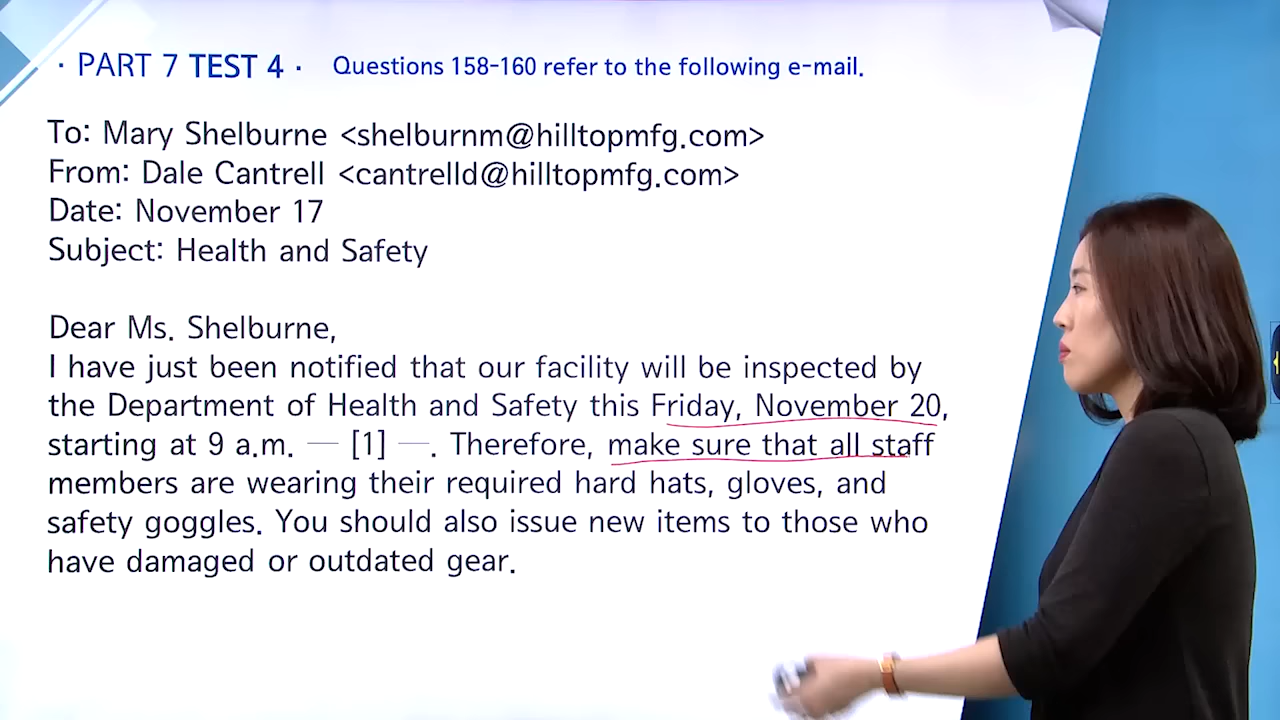 · PART 7 TEST 4 · Questions 158-160 refer to the following e-mail.
To: Mary Shelburne <shelburnm@hilltopmfg.com>
From: Dale Cantrell <cantrelld@hilltopmfg.com>
Date: November 17
Subject: Health and Safety
Dear Ms. Shelburne,
I have just been notified that our facility will be inspected by
the Department of Health and Safety this Friday, November 20,
starting at 9 a.m. — [1] —. Therefore, make sure that all staff
members are wearing their required hard hats, gloves, and
safety goggles. You should also issue new items to those who
have damaged or outdated gear.